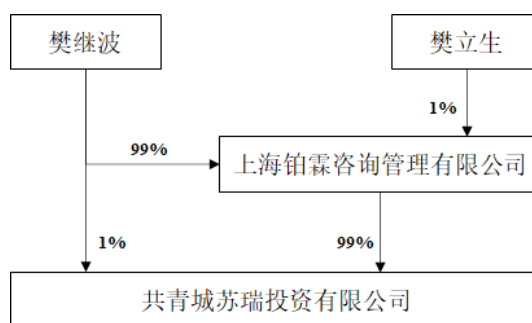 樊继波
樊立生
1%
99%
上海铂霖咨询管理有限公司
1%
99%
共青城苏瑞投资有限公司